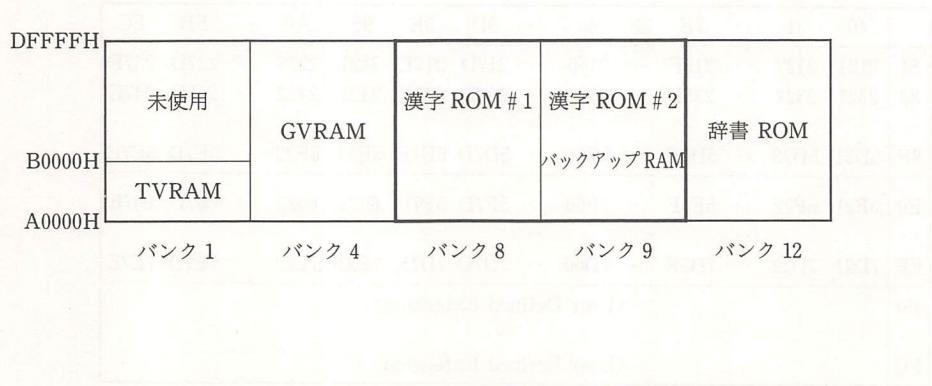 DFFFFH
未使用
GVRAM
漢字 ROM # 1
漢字 ROM # 2
バックアップ RAM
辞書 ROM
B0000H
TVRAM
A0000H
バンク 1
バンク 4
バンク 8
バンク 9
バンク 12